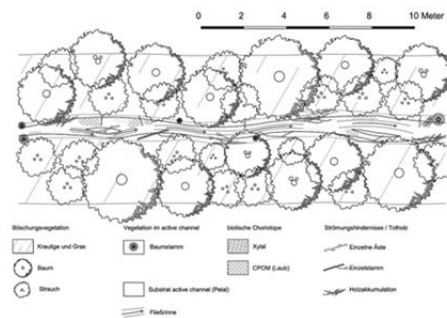 0 2 4 6 8 10 Meter
Böschungsvegetation
Krautige und Gras
Baum
Strauch
Vegetation im active channel
Baumstamm
Substrat active channel (Pelal)
Fließrinne
biotische Choriotope
Xylal
CPOM (Laub)
Strömungshindernisse / Totholz
Einzelne Äste
Einzelstamm
Holzakkumulation